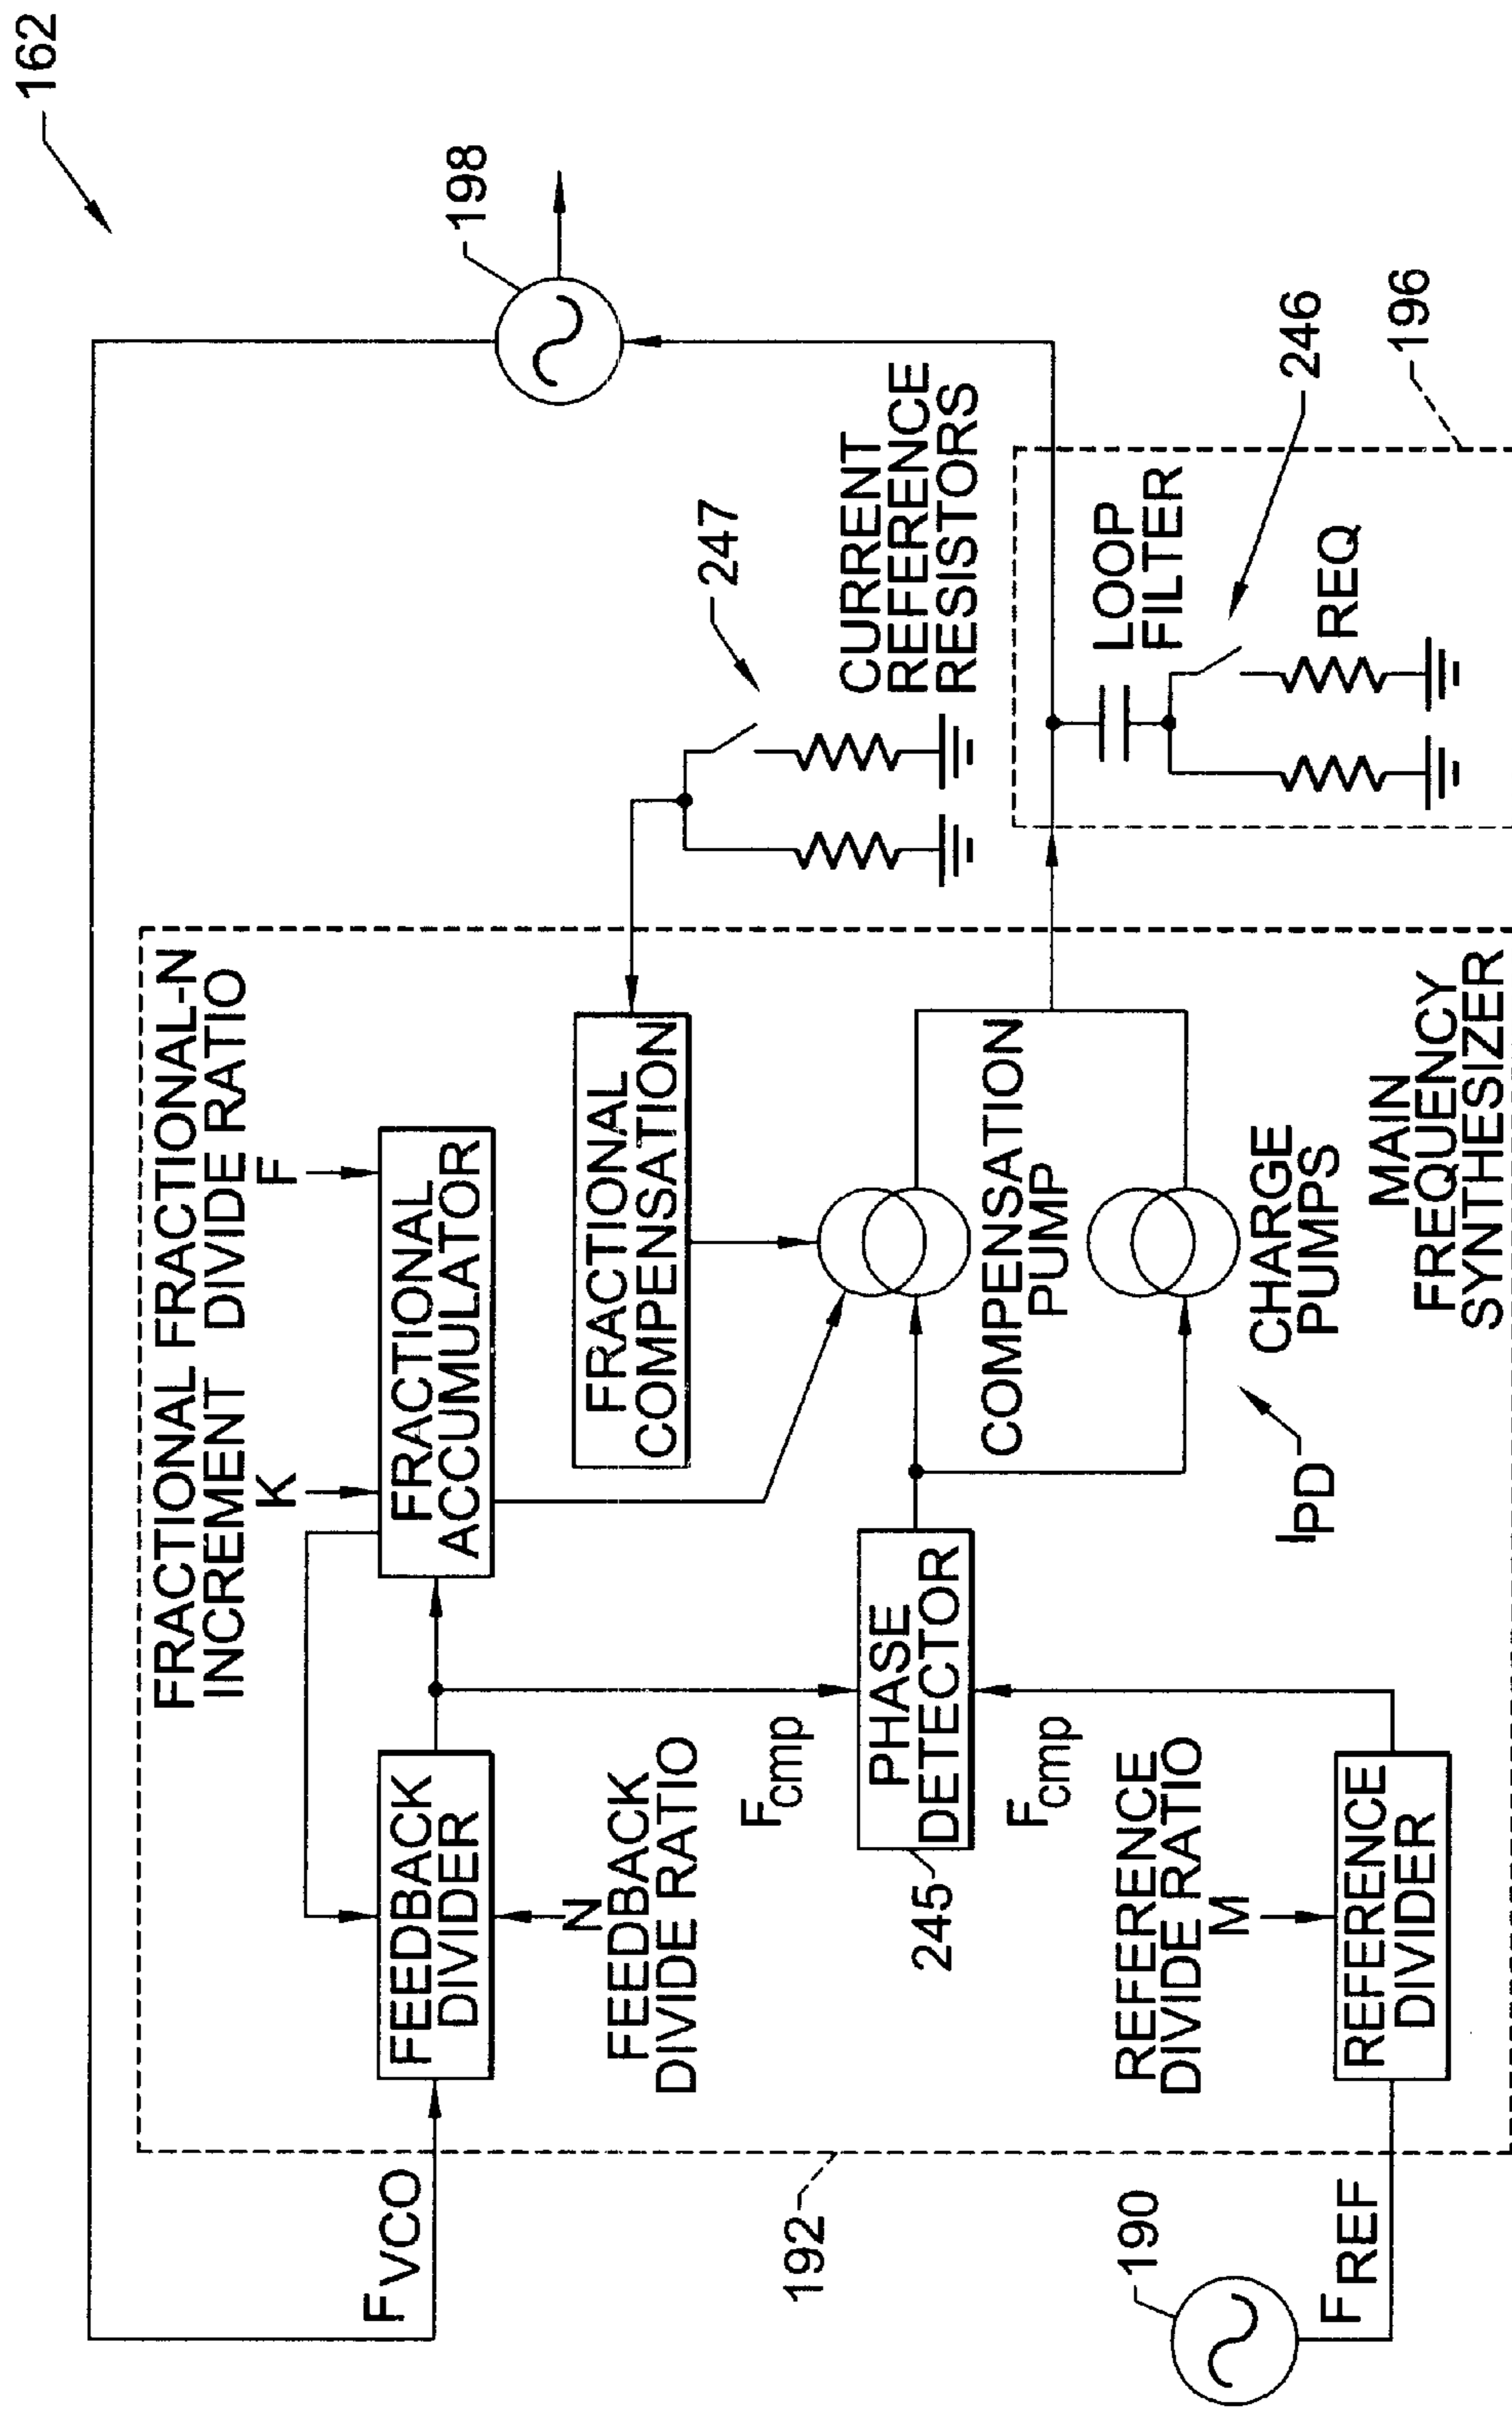 162
198
F VCO
FRACTIONAL FRACTIONAL-N
INCREMENT DIVIDE RATIO
K
F
FEEDBACK
DIVIDER
FRACTIONAL
ACCUMULATOR
N
FEEDBACK
DIVIDE RATIO
FRACTIONAL
COMPENSATION
247
CURRENT
REFERENCE
RESISTORS
192
Fcmp
PHASE
DETECTOR
245
Fcmp
COMPENSATION
PUMP
LOOP
FILTER
246
REQ
196
190
REFERENCE
DIVIDE RATIO
M
CHARGE
PUMPS
IPD
F REF
REFERENCE
DIVIDER
MAIN
FREQUENCY
SYNTHESIZER